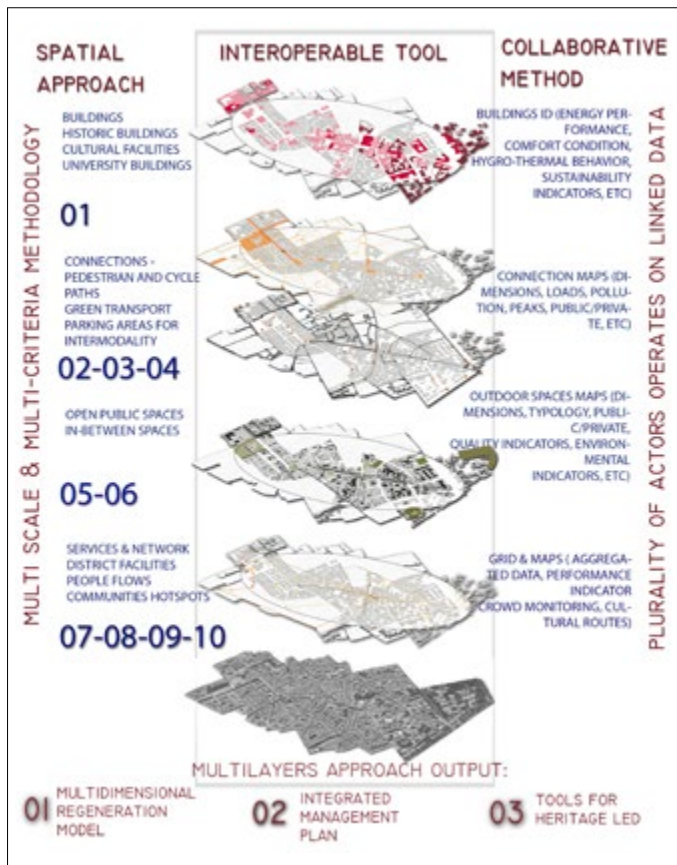 SPATIAL
APPROACH
INTEROPERABLE TOOL
COLLABORATIVE
METHOD
MULTI SCALE & MULTI-CRITERIA METHODOLOGY
BUILDINGS
HISTORIC BUILDINGS
CULTURAL FACILITIES
UNIVERSITY BUILDINGS
01
BUILDINGS ID (ENERGY PER-
FORMANCE,
COMFORT CONDITION,
HYGRO-THERMAL BEHAVIOR,
SUSTAINABILITY
INDICATORS, ETC)
CONNECTIONS -
PEDESTRIAN AND CYCLE
PATHS
GREEN TRANSPORT
PARKING AREAS FOR
INTERMODALITY
02-03-04
CONNECTION MAPS (DI-
MENSIONS, LOADS, POLLU-
TION, PEAKS, PUBLIC/PRIVA-
TE, ETC)
OPEN PUBLIC SPACES
IN-BETWEEN SPACES
05-06
OUTDOOR SPACES MAPS (DI-
MENSIONS, TYPOLOGY, PUBLI-
C/PRIVATE,
QUALITY INDICATORS, ENVIRON-
MENTAL
INDICATORS, ETC)
SERVICES & NETWORK
DISTRICT FACILITIES
PEOPLE FLOWS
COMMUNITIES HOTSPOTS
07-08-09-10
GRID & MAPS ( AGGREGA-
TED DATA, PERFORMANCE
INDICATOR
CROWD MONITORING, CUL-
TURAL ROUTES)
PLURALITY OF ACTORS OPERATES ON LINKED DATA
MULTILAYERS APPROACH OUTPUT:
01 MULTIDIMENSIONAL
REGENERATION
MODEL
02 INTEGRATED
MANAGEMENT
PLAN
03 TOOLS FOR
HERITAGE LED